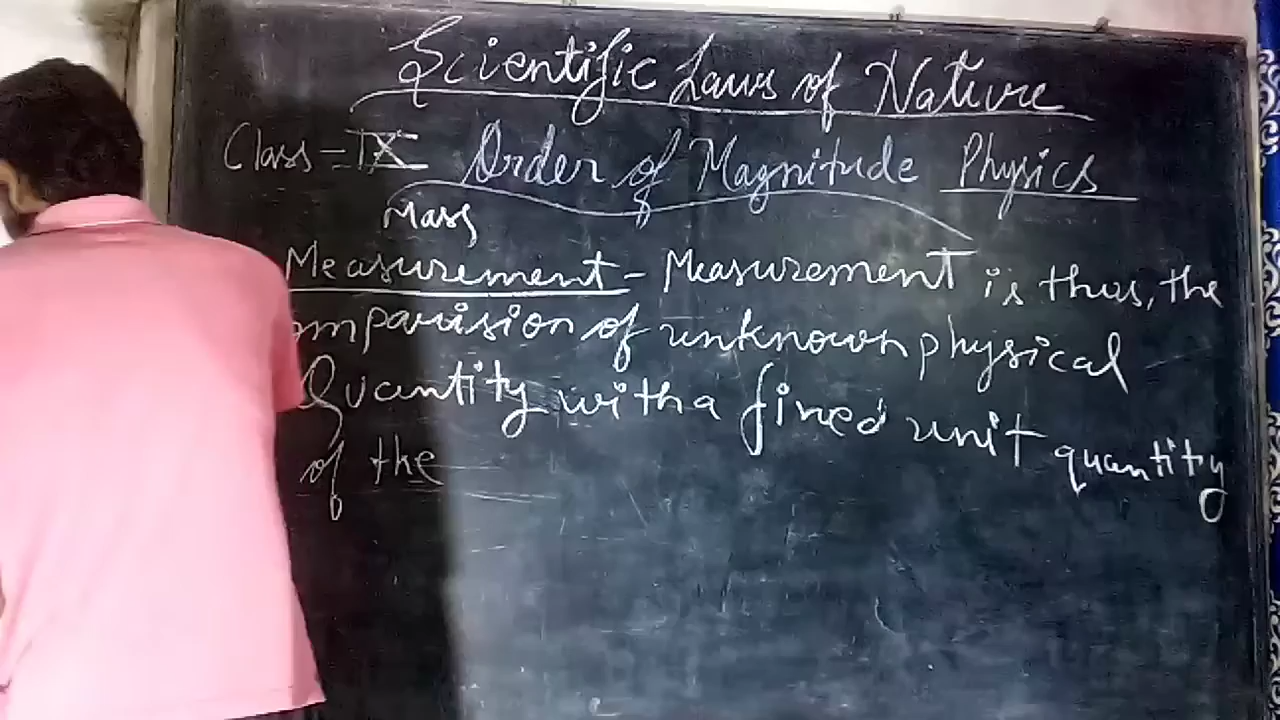 Scientific Laws of Nature
Class = IX Order of Magnitude Physics
Mass
Measurement - Measurement is thus, the
omparision of unknown physical
Quantity with a fixed unit quantity
of the